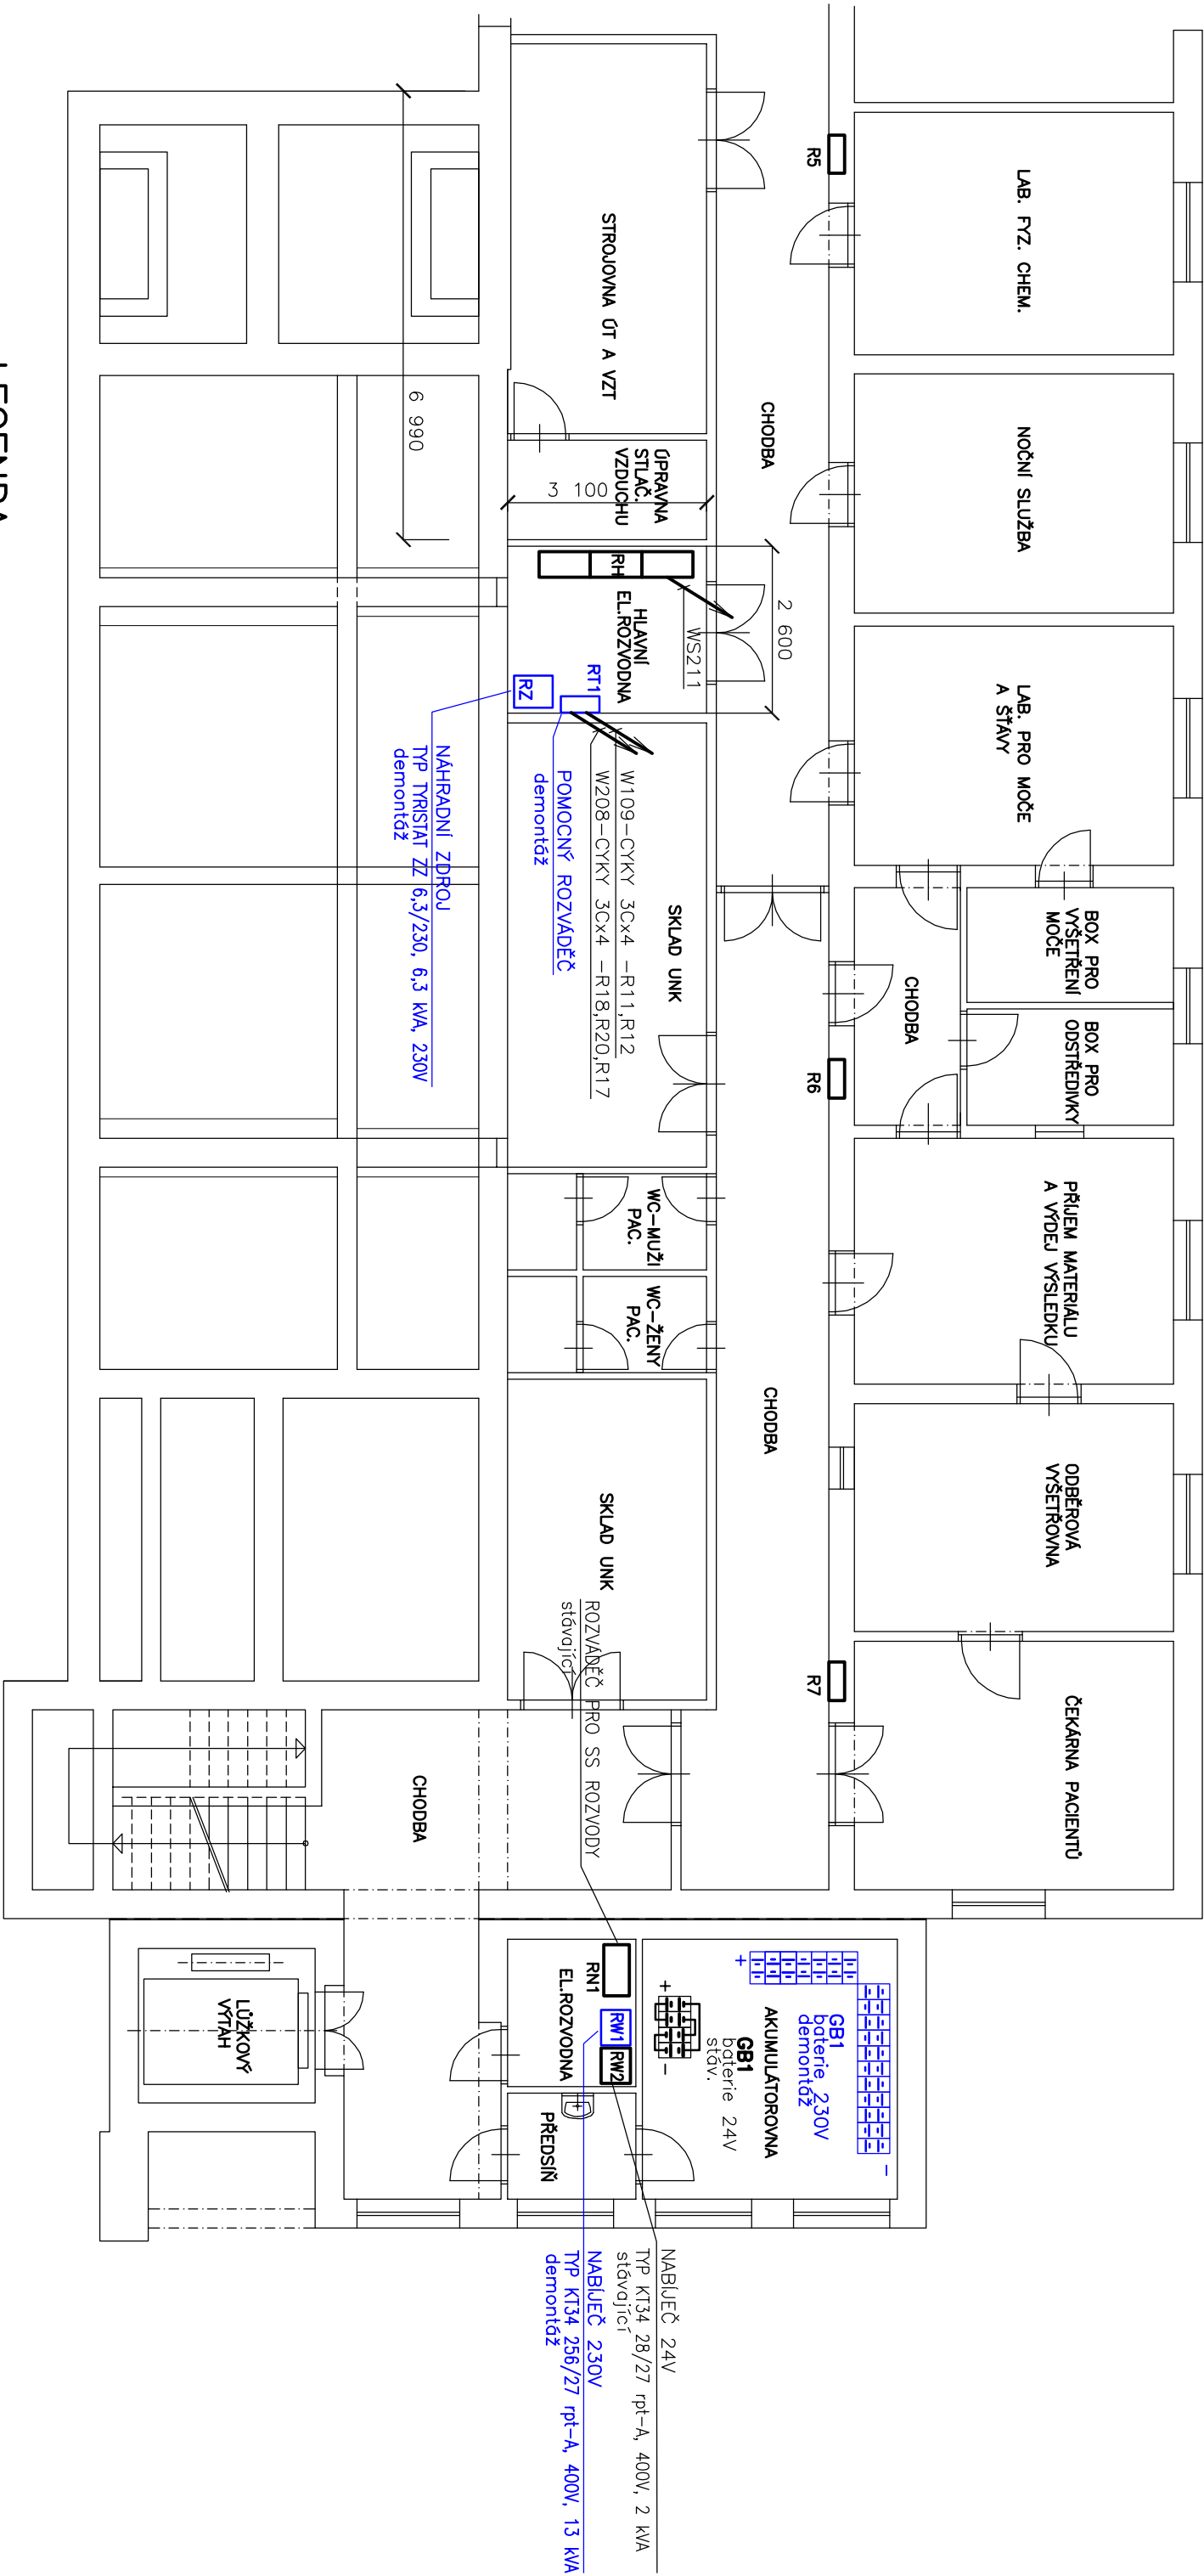 LAB. FYZ. CHEM.
NOČNÍ SLUŽBA
LAB. PRO MOČE
A ŠŤÁVY
BOX PRO
VYŠETŘENÍ
MOČE
BOX PRO
ODSTŘEDIVKY
PŘÍJEM MATERIÁLU
A VÝDEJ VÝSLEDKU
ODBĚROVÁ
VYŠETŘOVNA
ČEKÁRNA PACIENTŮ
R5
CHODBA
CHODBA
R6
R7
CHODBA
STROJOVNA ÚT A VZT
ÚPRAVNA
STLAČ.
VZDUCHU
3 100
2 600
6 990
RH
HLAVNÍ
EL.ROZVODNA
WS211
RT1
RZ
SKLAD UNK
W109-CYKY 3Cx4 -R11,R12
W208-CYKY 3Cx4 -R18,R20,R17
POMOCNÝ ROZVÁDĚČ
demontáž
NÁHRADNÍ ZDROJ
TYP TYRISTAT ZZ 6,3/230, 6,3 kVA, 230V
demontáž
WC-MUŽI
PAC.
WC-ŽENY
PAC.
SKLAD UNK
ROZVÁDĚČ PRO SS ROZVODY
stávající
CHODBA
GB1
baterie 230V
demontáž
+
-
AKUMULÁTOROVNA
GB1
baterie 24V
stáv.
+
-
RN1
RW1
RW2
EL.ROZVODNA
PŘEDSÍŇ
LŮŽKOVÝ
VÝTAH
NABÍJEČ 24V
TYP KT34 28/27 rpt-A, 400V, 2 kVA
stávající
NABÍJEČ 230V
TYP KT34 256/27 rpt-A, 400V, 13 kVA
demontáž
LEGENDA